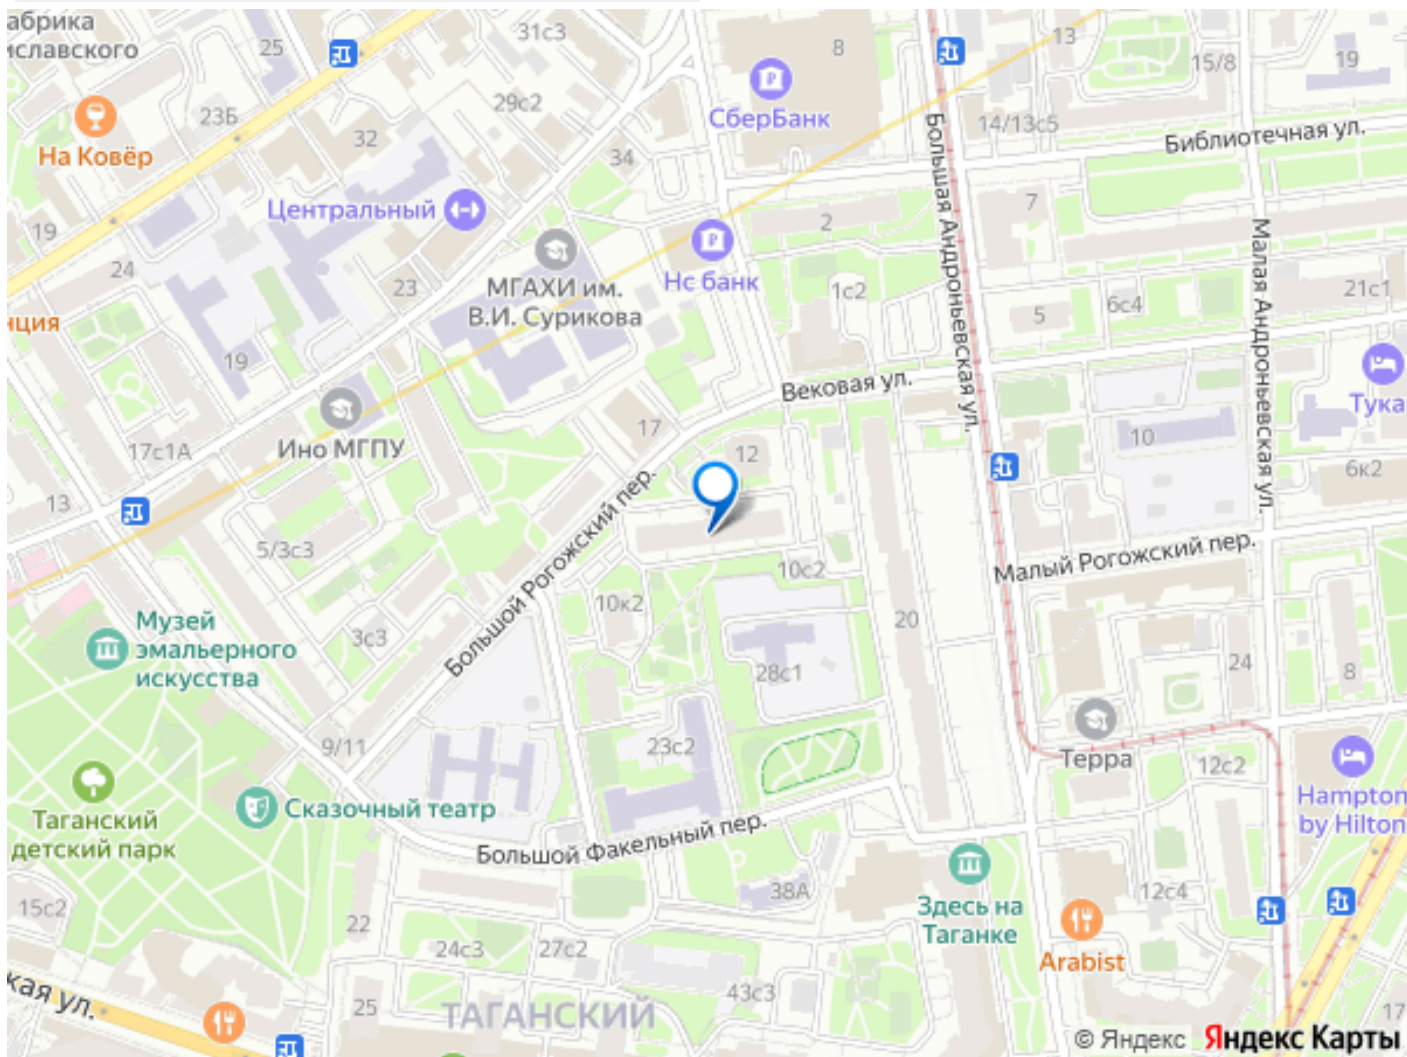 абрика
иславского
25
31с3
8
13
15/8
19
СберБанк
23Б
29с2
32
34
14/13с5
Библиотечная ул.
На Ковёр
Центральный
19
24
23
МГАХИ им.
В.И. Сурикова
Нс банк
2
7
1с2
5
6с4
21с1
Большая Андроньевская ул.
Малая Андроньевская ул.
нция
19
Вековая ул.
Тука
Ино МГПУ
17с1А
17
12
10
6к2
13
5/3с3
Большой Рогожский пер.
Малый Рогожский пер.
10с2
10к2
3с3
20
Музей
эмальерного
искусства
28с1
24
8
9/11
23с2
Терра
12с2
Сказочный театр
Hampton
by Hilton
Таганский
детский парк
Большой Факельный пер.
38А
12с4
15с2
22
Здесь на
Таганке
24с3
27с2
Arabist
кая ул.
25
43с3
ТАГАНСКИЙ
17
© Яндекс Яндекс Карты